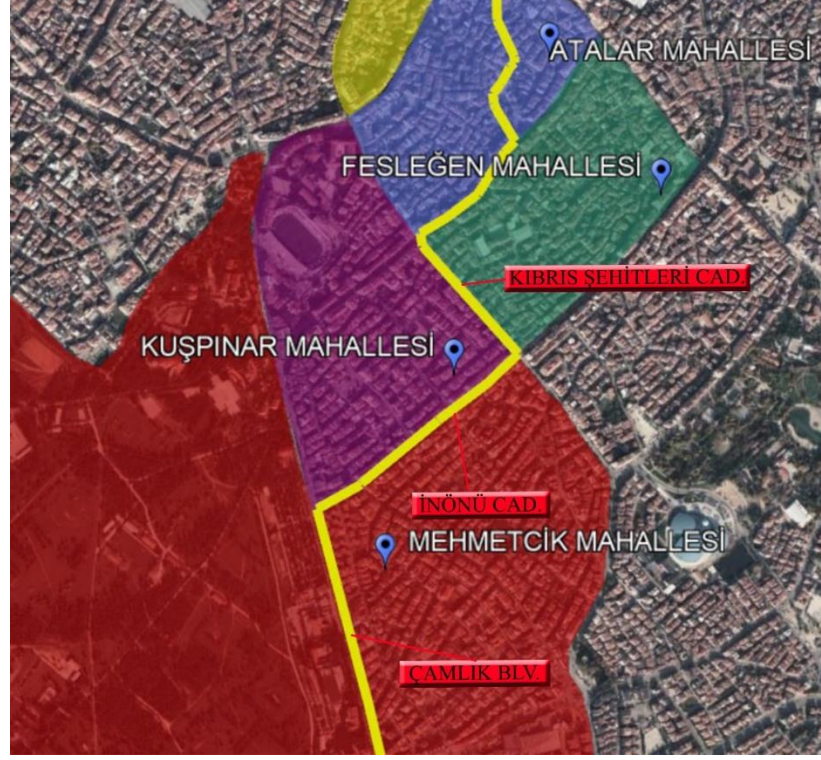 ATALAR MAHALLESİ
FESLEĞEN MAHALLESİ
KIBRIS ŞEHİTLERİ CAD.
KUŞPINAR MAHALLESİ
İNÖNÜ CAD.
MEHMETCİK MAHALLESİ
ÇAMLIK BLV.